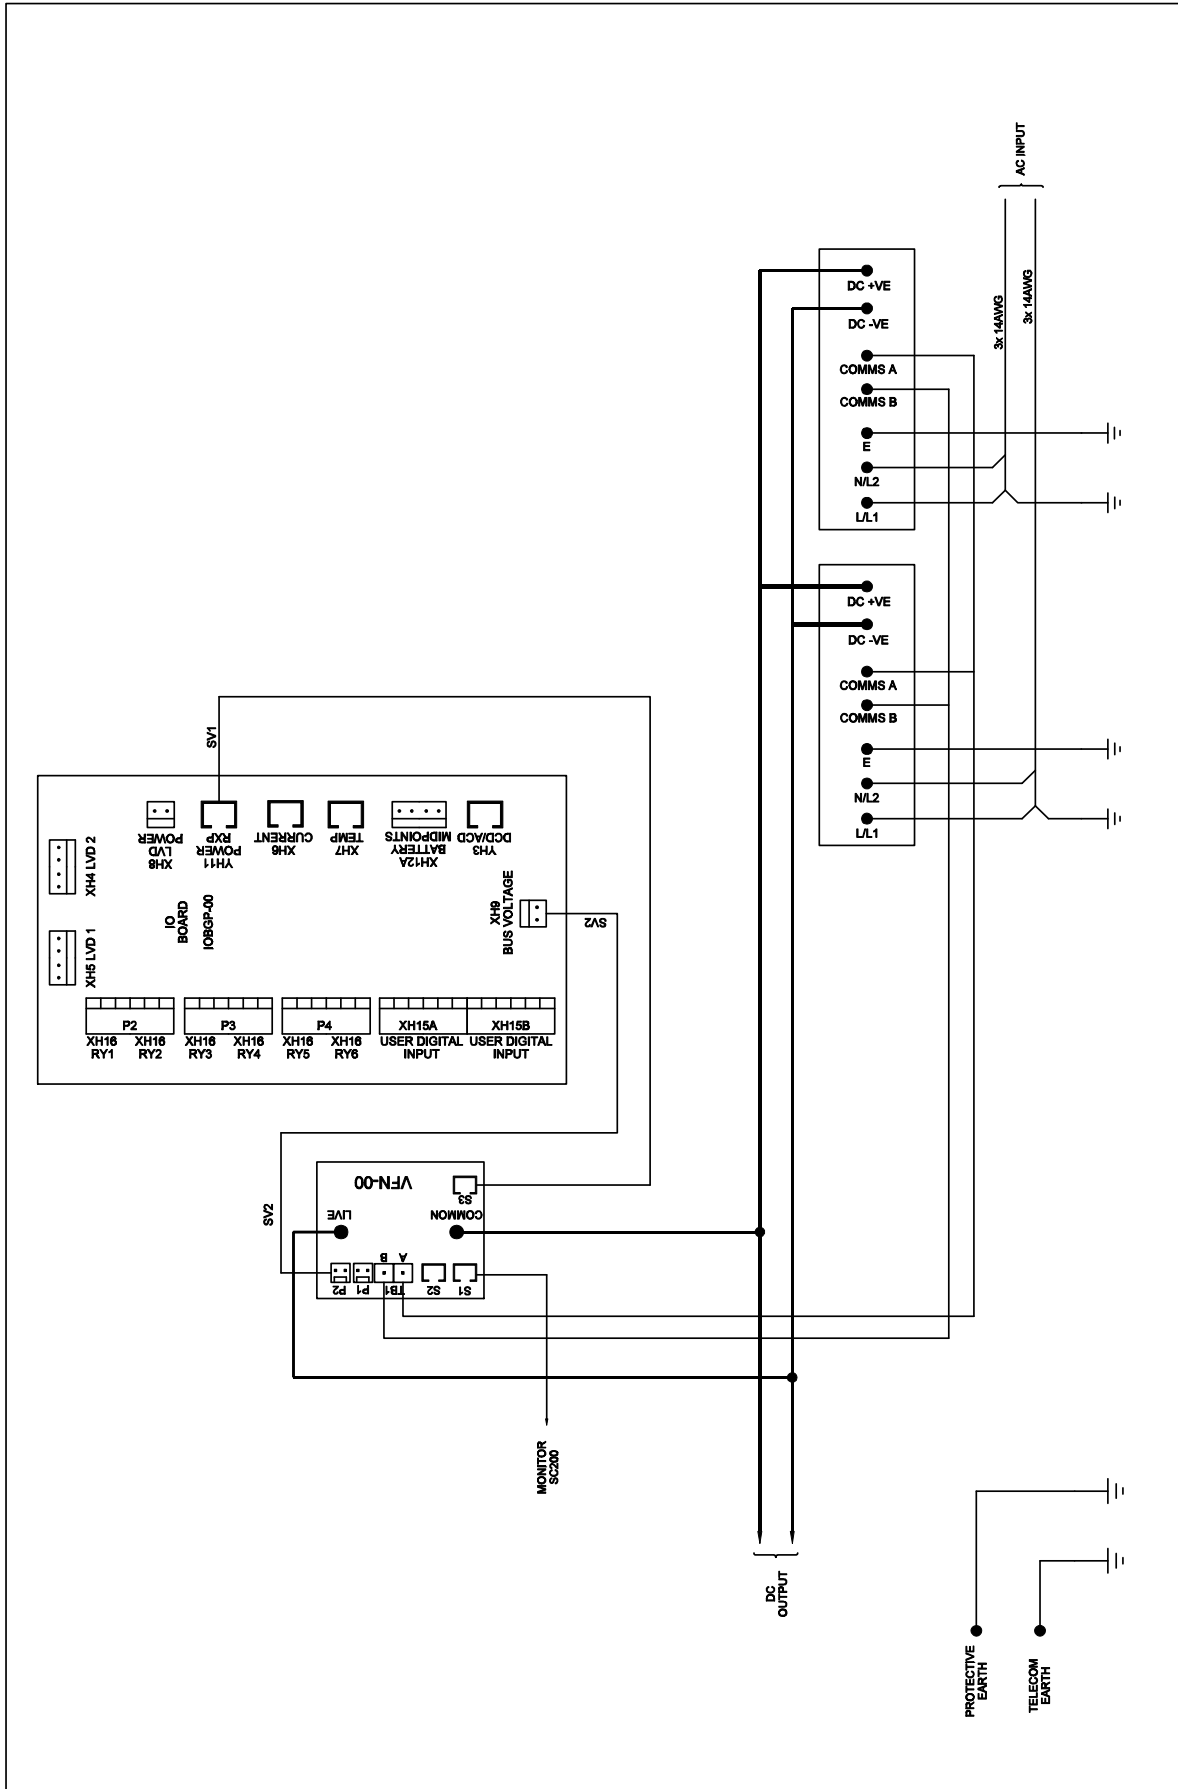 AC INPUT
3x 14AWG
3x 14AWG
DC +VE
DC -VE
COMMS A
COMMS B
E
N/L2
L/L1
DC +VE
DC -VE
COMMS A
COMMS B
E
N/L2
L/L1
SV1
XH4 LVD 2
XH5 LVD 1
XH8
LVD
POWER
YH11
POWER
RXP
XH6
CURRENT
XH7
TEMP
XH12A
BATTERY
MIDPOINTS
YH3
DCD/ACD
IO
BOARD
IOBGP-00
XH9
BUS VOLTAGE
SV2
P2
P3
P4
XH15A
XH15B
XH16
RY1
XH16
RY2
XH16
RY3
XH16
RY4
XH16
RY5
XH16
RY6
USER DIGITAL
INPUT
USER DIGITAL
INPUT
SV2
VFN-00
LIVE
COMMON
S3
B
A
P2
P1
TB1
S2
S1
MONITOR
SC200
DC
OUTPUT
PROTECTIVE
EARTH
TELECOM
EARTH